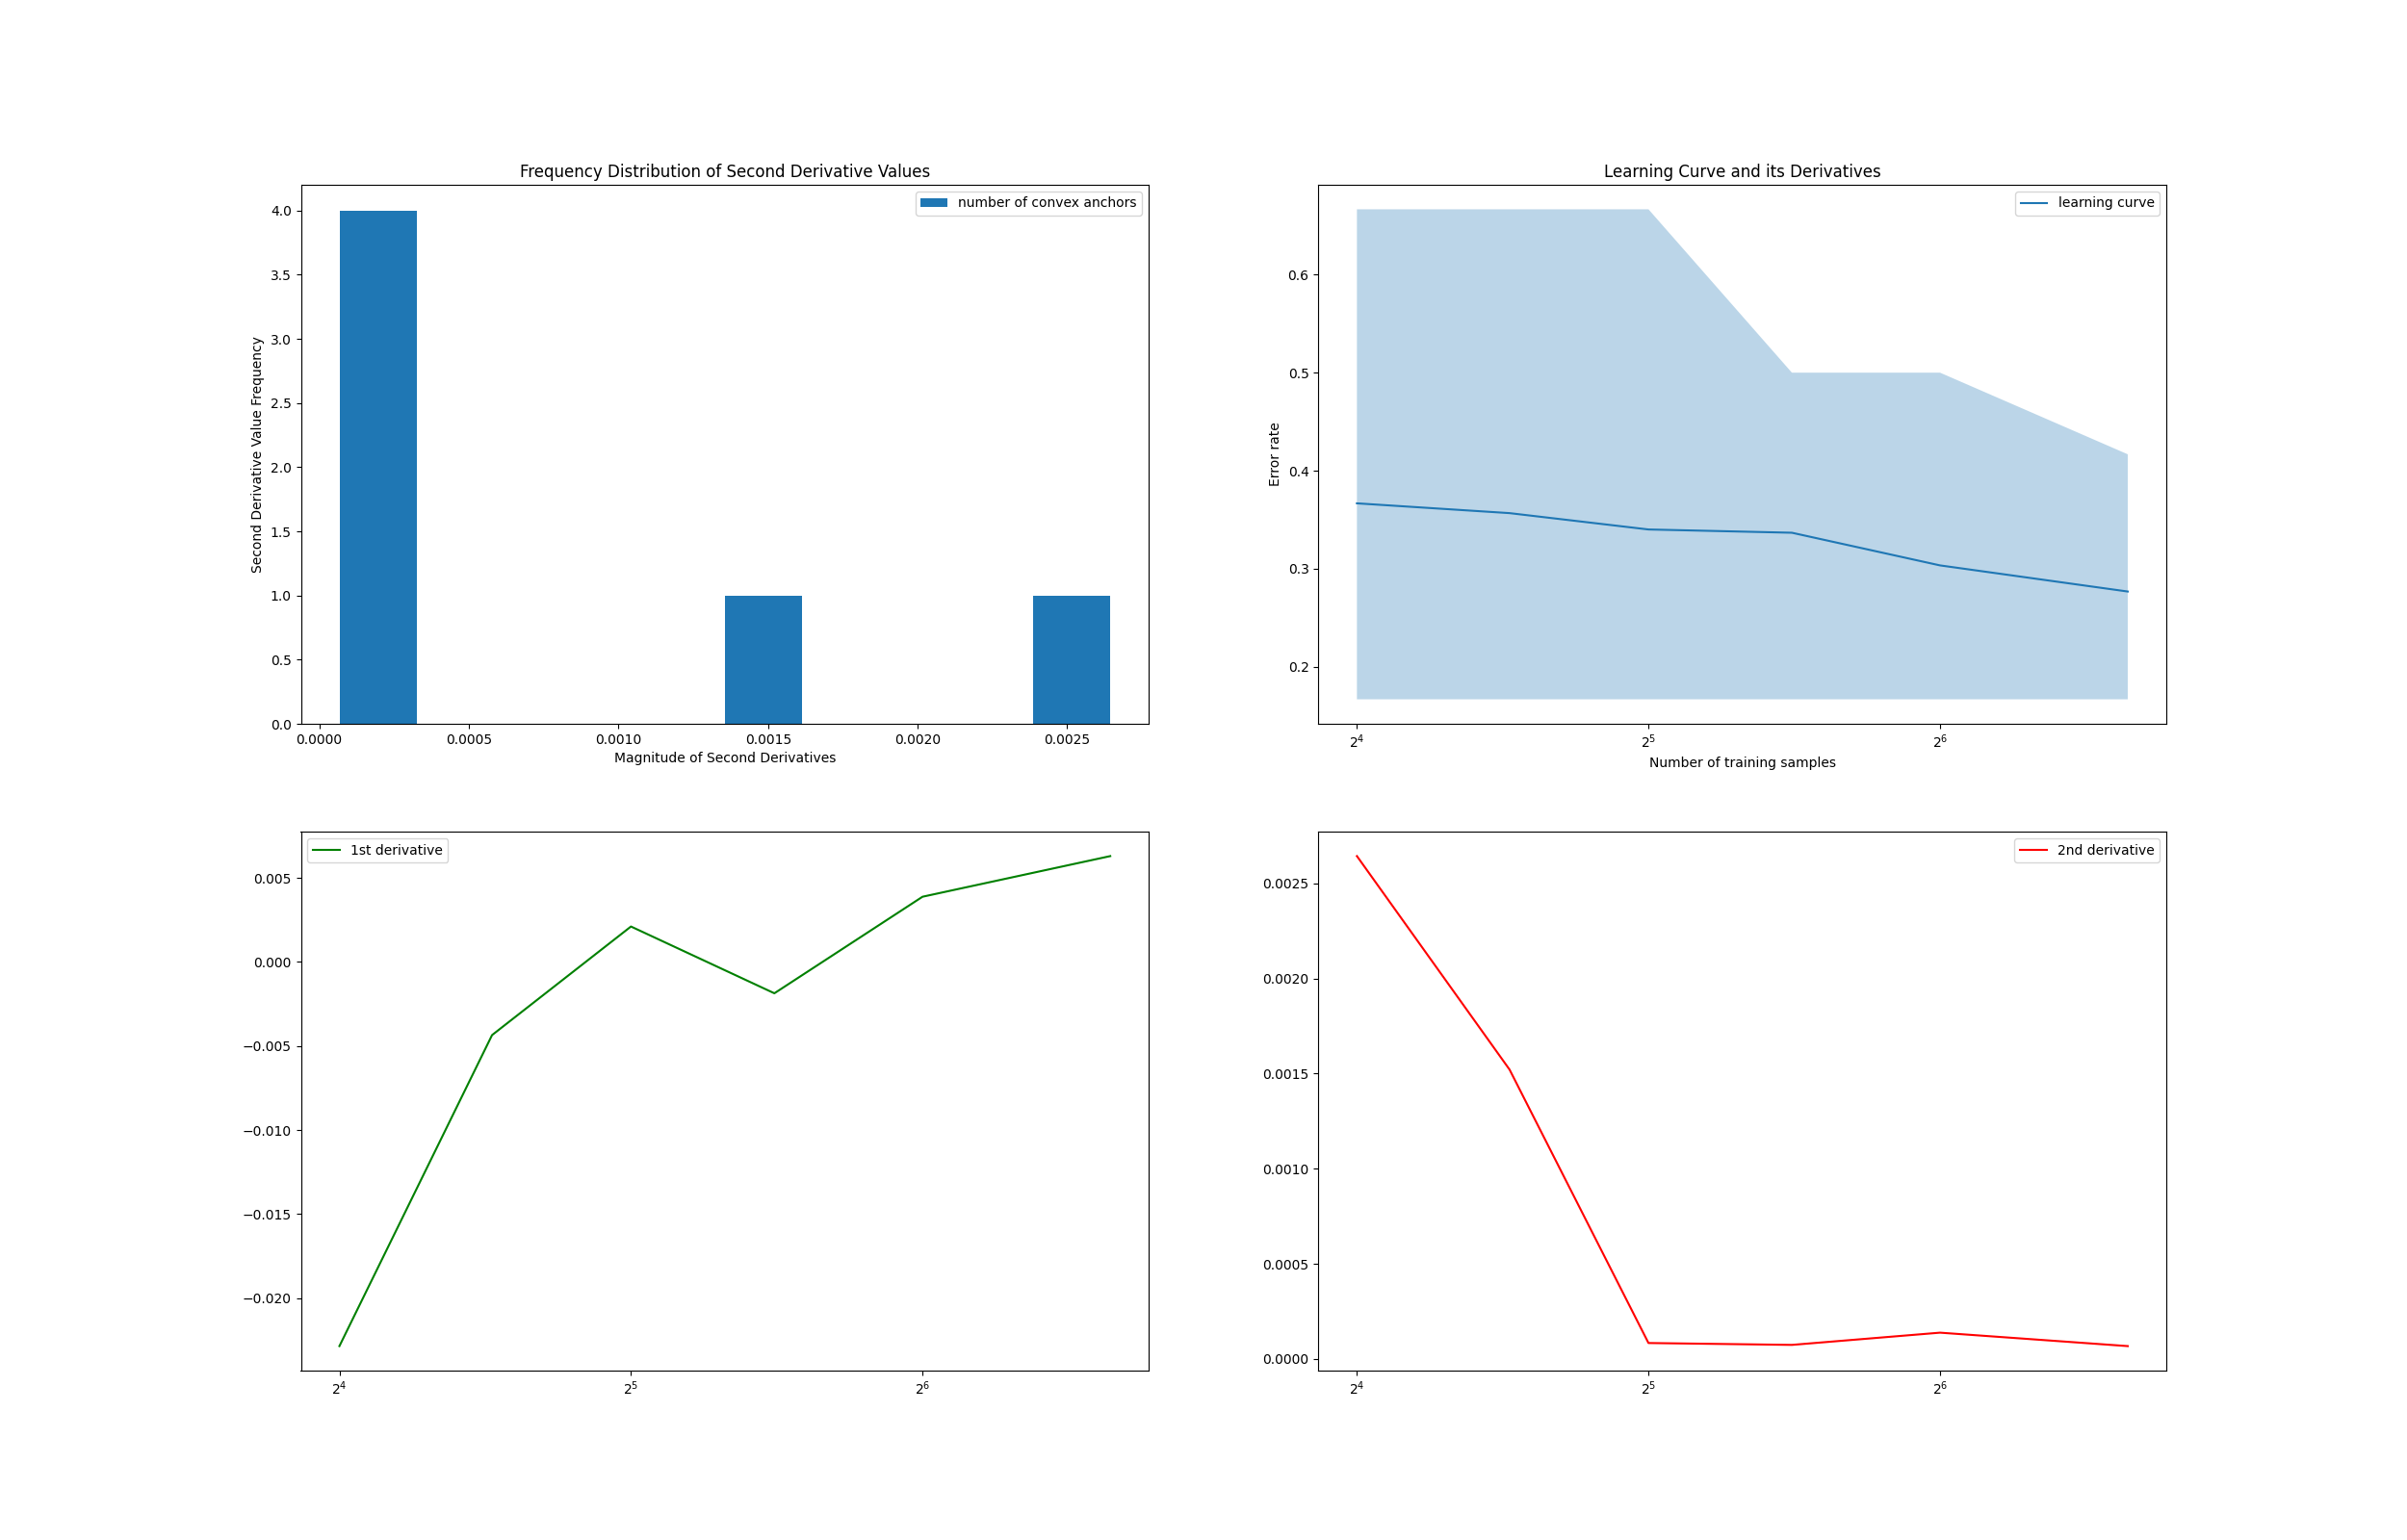 Frequency Distribution of Second Derivative Values
number of convex anchors
Second Derivative Value Frequency
4.0
3.5
3.0
2.5
2.0
1.5
1.0
0.5
0.0
0.0000 0.0005 0.0010 0.0015 0.0020 0.0025
Magnitude of Second Derivatives
Learning Curve and its Derivatives
learning curve
Error rate
0.6
0.5
0.4
0.3
0.2
2⁴ 2⁵ 2⁶
Number of training samples
1st derivative
0.005
0.000
−0.005
−0.010
−0.015
−0.020
2⁴ 2⁵ 2⁶
2nd derivative
0.0025
0.0020
0.0015
0.0010
0.0005
0.0000
2⁴ 2⁵ 2⁶